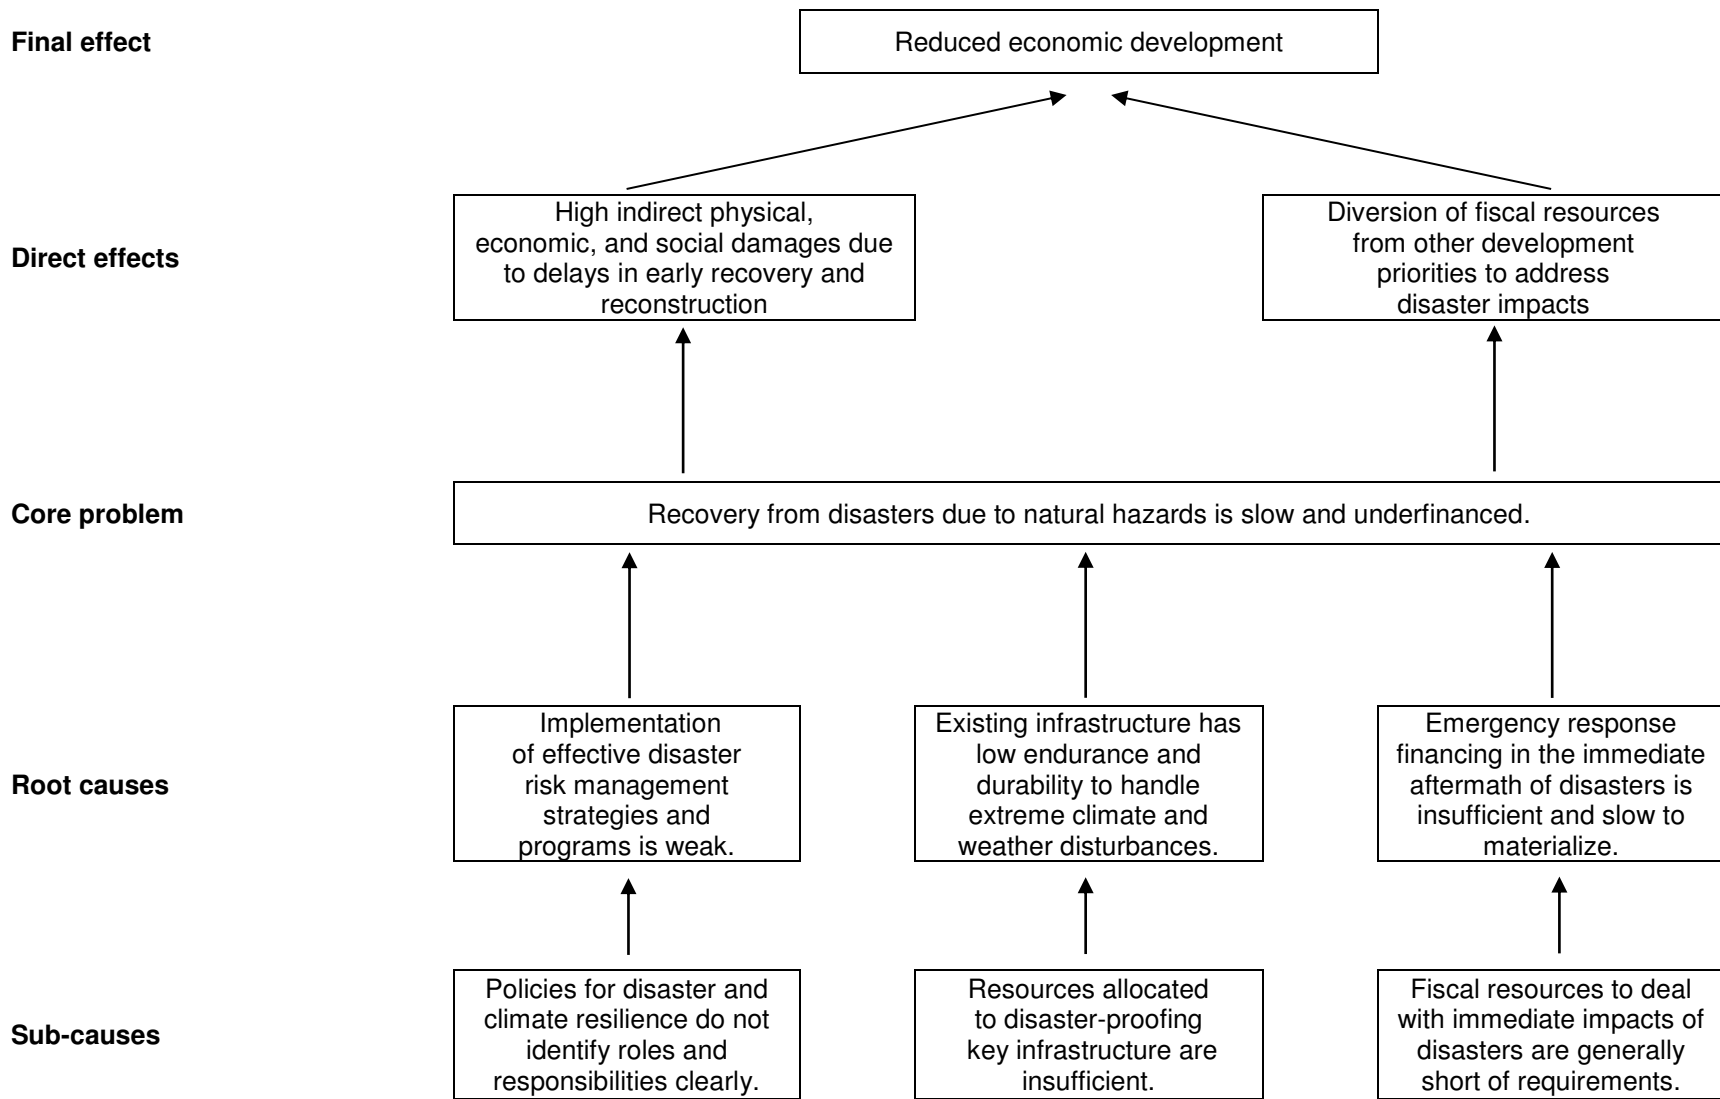 Final effect
Reduced economic development
Direct effects
High indirect physical,
economic, and social damages due
to delays in early recovery and
reconstruction
Diversion of fiscal resources
from other development
priorities to address
disaster impacts
Core problem
Recovery from disasters due to natural hazards is slow and underfinanced.
Root causes
Implementation
of effective disaster
risk management
strategies and
programs is weak.
Existing infrastructure has
low endurance and
durability to handle
extreme climate and
weather disturbances.
Emergency response
financing in the immediate
aftermath of disasters is
insufficient and slow to
materialize.
Sub-causes
Policies for disaster and
climate resilience do not
identify roles and
responsibilities clearly.
Resources allocated
to disaster-proofing
key infrastructure are
insufficient.
Fiscal resources to deal
with immediate impacts of
disasters are generally
short of requirements.